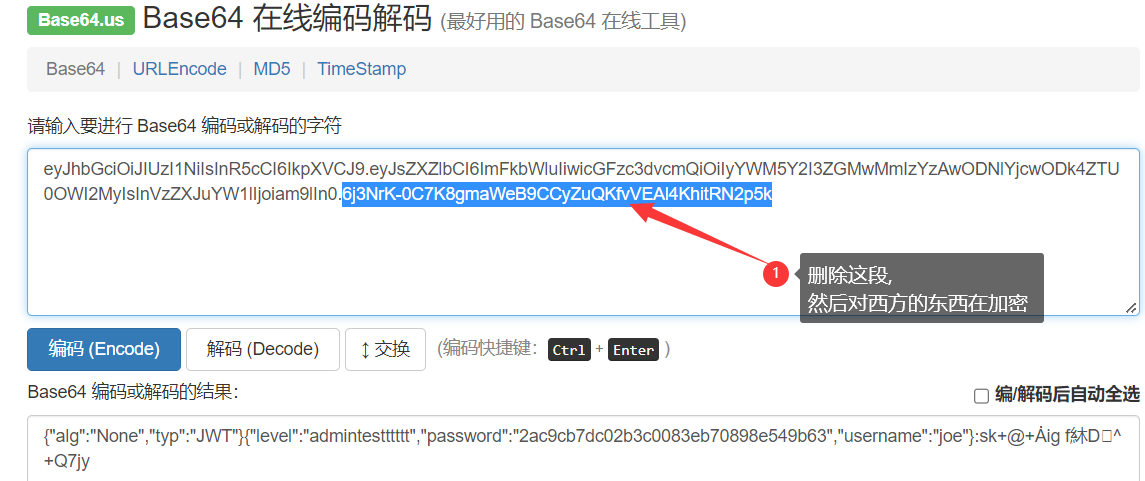 Base64.us Base64 在线编码解码 (最好用的 Base64 在线工具)
Base64 | URLEncode | MD5 | TimeStamp
请输入要进行 Base64 编码或解码的字符
eyJhbGciOiJIUzI1NiIsInR5cCI6IkpXVCJ9.eyJsZXZlbCI6ImFkbWluIiwicGFzc3dvcmQiOiIyYWM5Y2I3ZGMwMmIzYzAwODNlYjcwODk4ZTU
0OWI2MyIsInVzZXJuYW1lIjoiam9lIn0.6j3NrK-0C7K8gmaWeB9CCyZuQKfvVEAl4KhitRN2p5k
1
删除这段,
然后对西方的东西在加密
编码 (Encode) 解码 (Decode) ↕ 交换 (编码快捷键: Ctrl + Enter )
Base64 编码或解码的结果: 编/解码后自动全选
{"alg":"None","typ":"JWT"}{"level":"admintestttttt","password":"2ac9cb7dc02b3c0083eb70898e549b63","username":"joe"}:sk+@+Áig f紑D^
+Q7jy